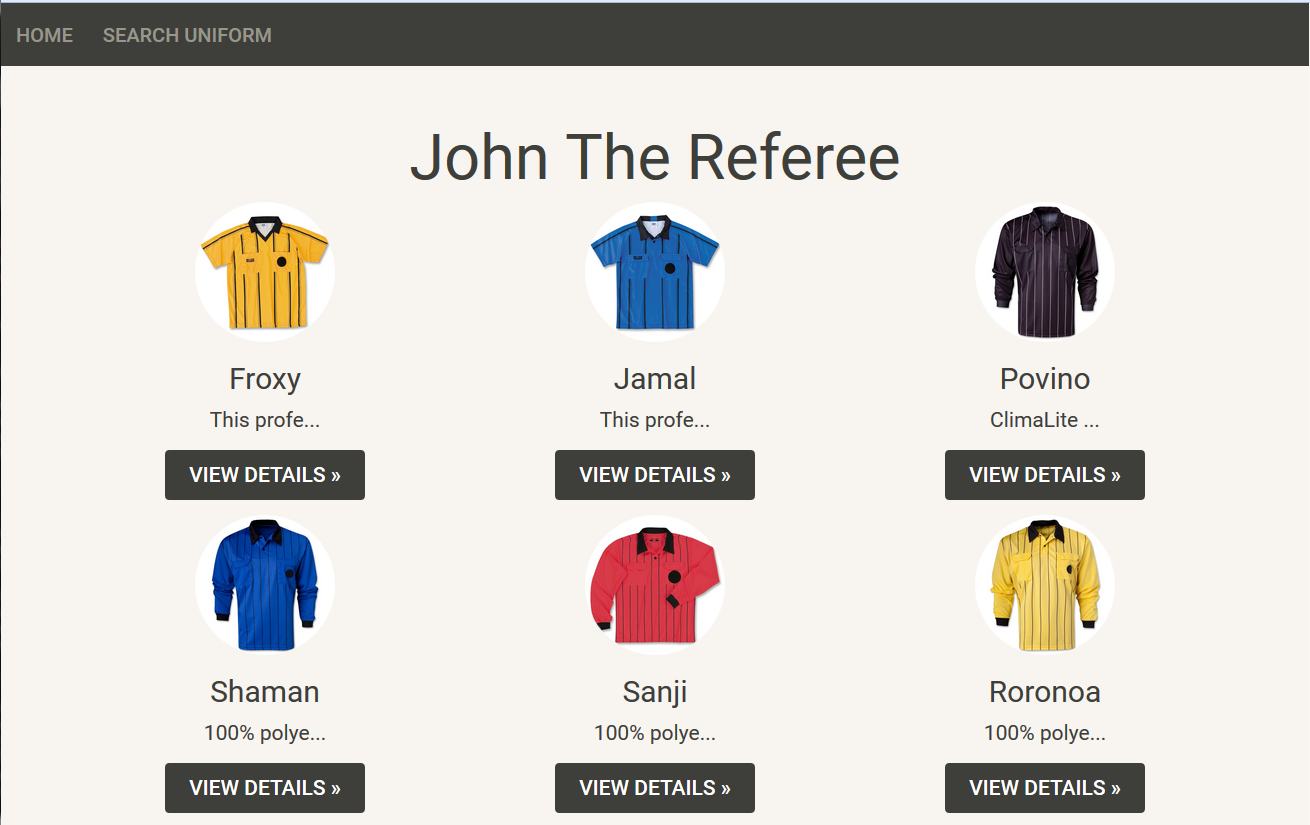 HOME SEARCH UNIFORM
John The Referee
Froxy Jamal Povino
This profe... This profe... ClimaLite ...
VIEW DETAILS » VIEW DETAILS » VIEW DETAILS »
Shaman Sanji Roronoa
100% polye... 100% polye... 100% polye...
VIEW DETAILS » VIEW DETAILS » VIEW DETAILS »